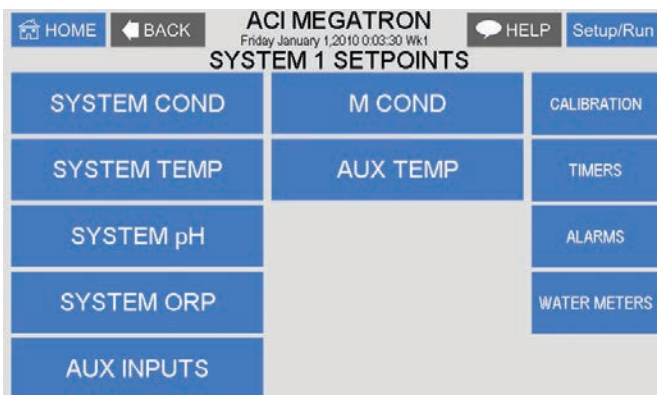 HOME
BACK
ACI MEGATRON
Friday January 1,2010 0:03:30 Wk1
HELP
Setup/Run
SYSTEM 1 SETPOINTS
SYSTEM COND
M COND
CALIBRATION
SYSTEM TEMP
AUX TEMP
TIMERS
SYSTEM pH
ALARMS
SYSTEM ORP
WATER METERS
AUX INPUTS